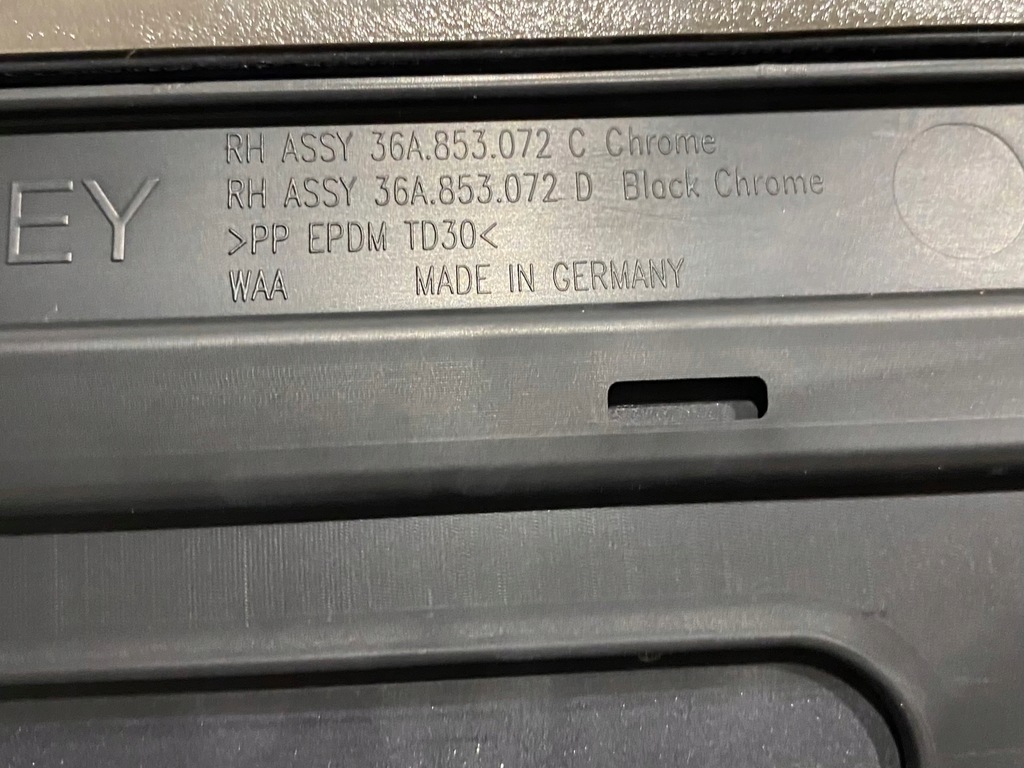 EY
RH ASSY 36A.853.072 C Chrome
RH ASSY 36A.853.072 D Black Chrome
>PP EPDM TD30<
WAA MADE IN GERMANY